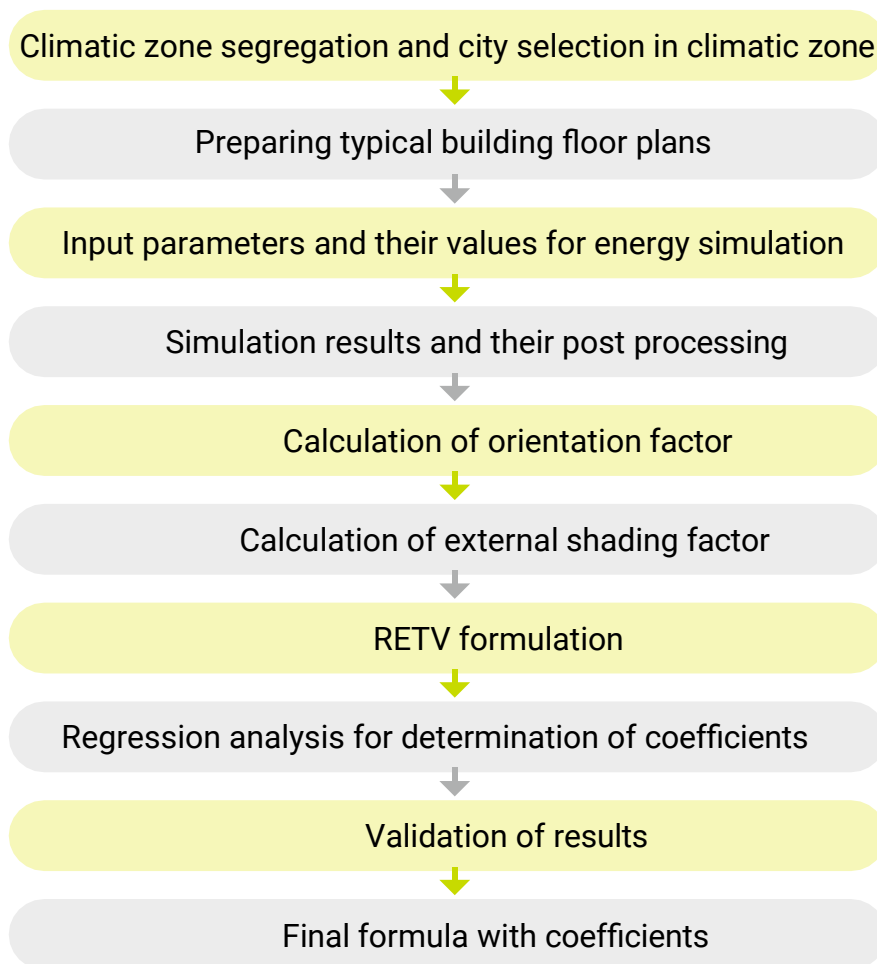 Climatic zone segregation and city selection in climatic zone
Preparing typical building floor plans
Input parameters and their values for energy simulation
Simulation results and their post processing
Calculation of orientation factor
Calculation of external shading factor
RETV formulation
Regression analysis for determination of coefficients
Validation of results
Final formula with coefficients